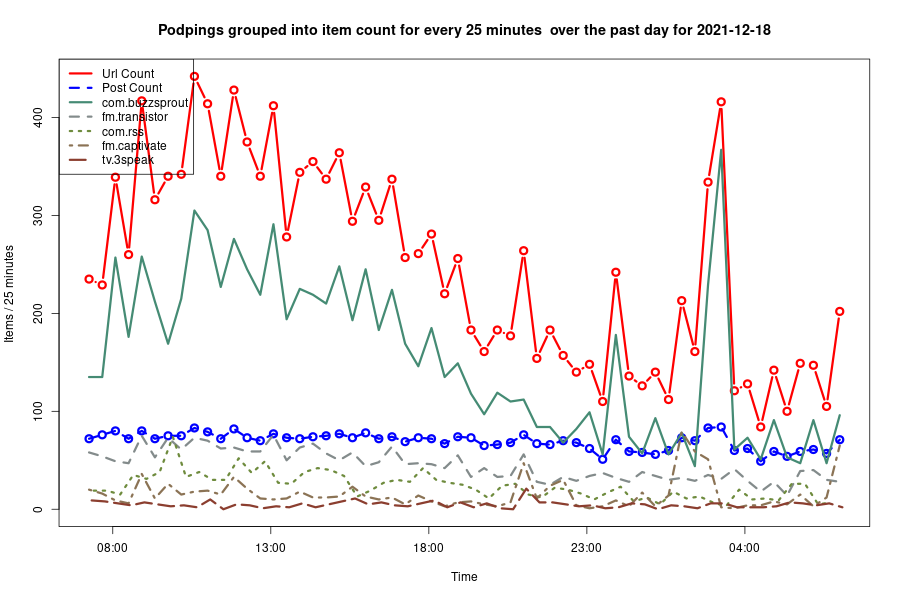 Podpings grouped into item count for every 25 minutes  over the past day for 2021-12-18
Url Count
Post Count
com.buzzsprout
fm.transistor
com.rss
fm.captivate
tv.3speak
Items / 25 minutes
400
300
200
100
0
08:00
13:00
18:00
23:00
04:00
Time